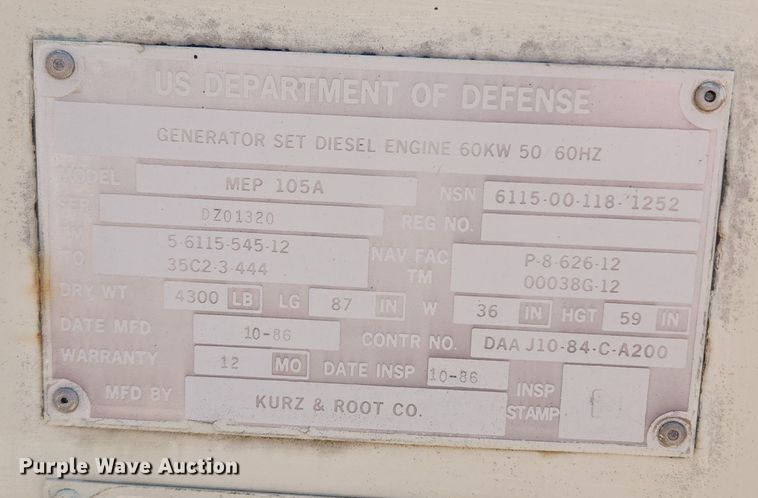 US DEPARTMENT OF DEFENSE
GENERATOR SET DIESEL ENGINE 60KW 50/60HZ
MODEL MEP 105A NSN 6115-00-118-1252
SER DZ01320 REG NO.
TM 5-6115-545-12 NAV FAC P-8-626-12
TO 35C2-3-444 TM 00038G-12
DRY WT 4300 LB LG 87 IN W 36 IN HGT 59 IN
DATE MFD 10-86 CONTR NO. DAA J10-84-C-A200
WARRANTY 12 MO DATE INSP 10-86 INSP STAMP
MFD BY KURZ & ROOT CO.
Purple Wave Auction